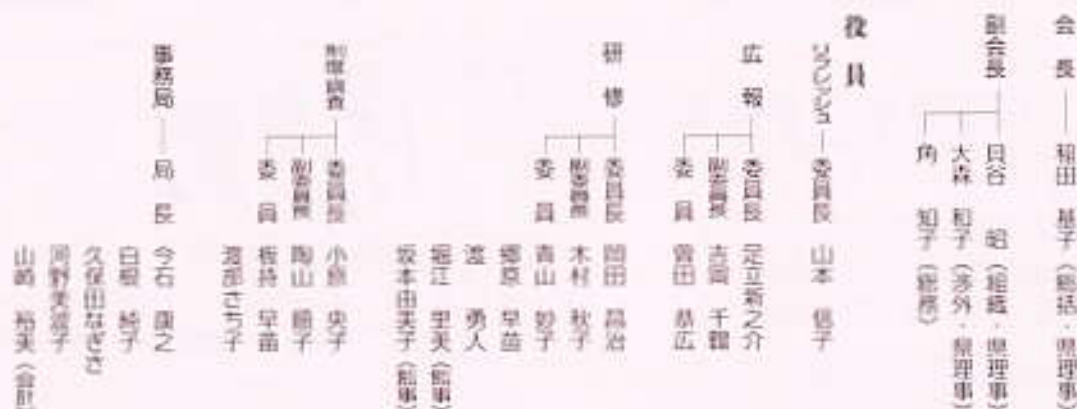 会長 稲田 基子(総括・県理事)
副会長 貝谷 昭(組織・県理事)
大森 和子(渉外・県理事)
角 知子(総務)
役員
リフレッシュ 委員長 山本 信子
広報 委員長 足立新之介
副委員長 吉岡 千鶴
委員 曽田 恭広
研修 委員長 岡田 昌治
副委員長 木村 秋子
委員 青山 妙子
郷原 早苗
渡 勇人
堀江 里美(監事)
坂本由実子(監事)
制度調査 委員長 小原 史子
副委員長 陶山 順子
委員 板持 早苗
渡部さち子
事務局 局長 今石 康之
白根 純子
久保田なぎさ
河野美渡子
山崎 裕美(会計